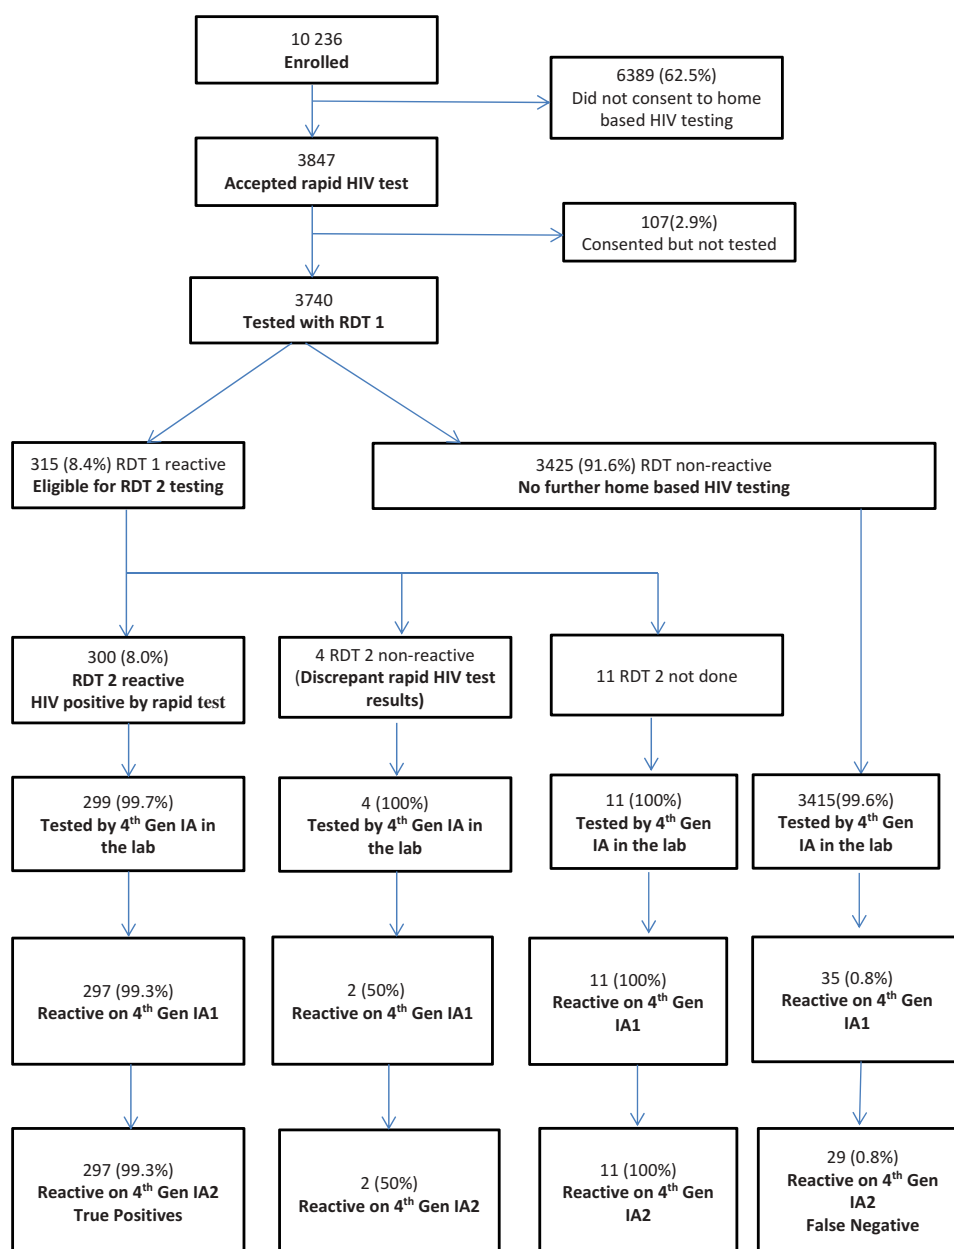 10 236
Enrolled
6389 (62.5%)
Did not consent to home
based HIV testing
3847
Accepted rapid HIV test
107(2.9%)
Consented but not tested
3740
Tested with RDT 1
315 (8.4%) RDT 1 reactive
Eligible for RDT 2 testing
3425 (91.6%) RDT non-reactive
No further home based HIV testing
300 (8.0%)
RDT 2 reactive
HIV positive by rapid test
4 RDT 2 non-reactive
(Discrepant rapid HIV test
results)
11 RDT 2 not done
299 (99.7%)
Tested by 4th Gen IA in
the lab
4 (100%)
Tested by 4th Gen IA in
the lab
11 (100%)
Tested by 4th Gen
IA in the lab
3415(99.6%)
Tested by 4th Gen
IA in the lab
297 (99.3%)
Reactive on 4th Gen IA1
2 (50%)
Reactive on 4th Gen IA1
11 (100%)
Reactive on 4th Gen
IA1
35 (0.8%)
Reactive on 4th Gen
IA1
297 (99.3%)
Reactive on 4th Gen IA2
True Positives
2 (50%)
Reactive on 4th Gen IA2
11 (100%)
Reactive on 4th Gen
IA2
29 (0.8%)
Reactive on 4th Gen
IA2
False Negative